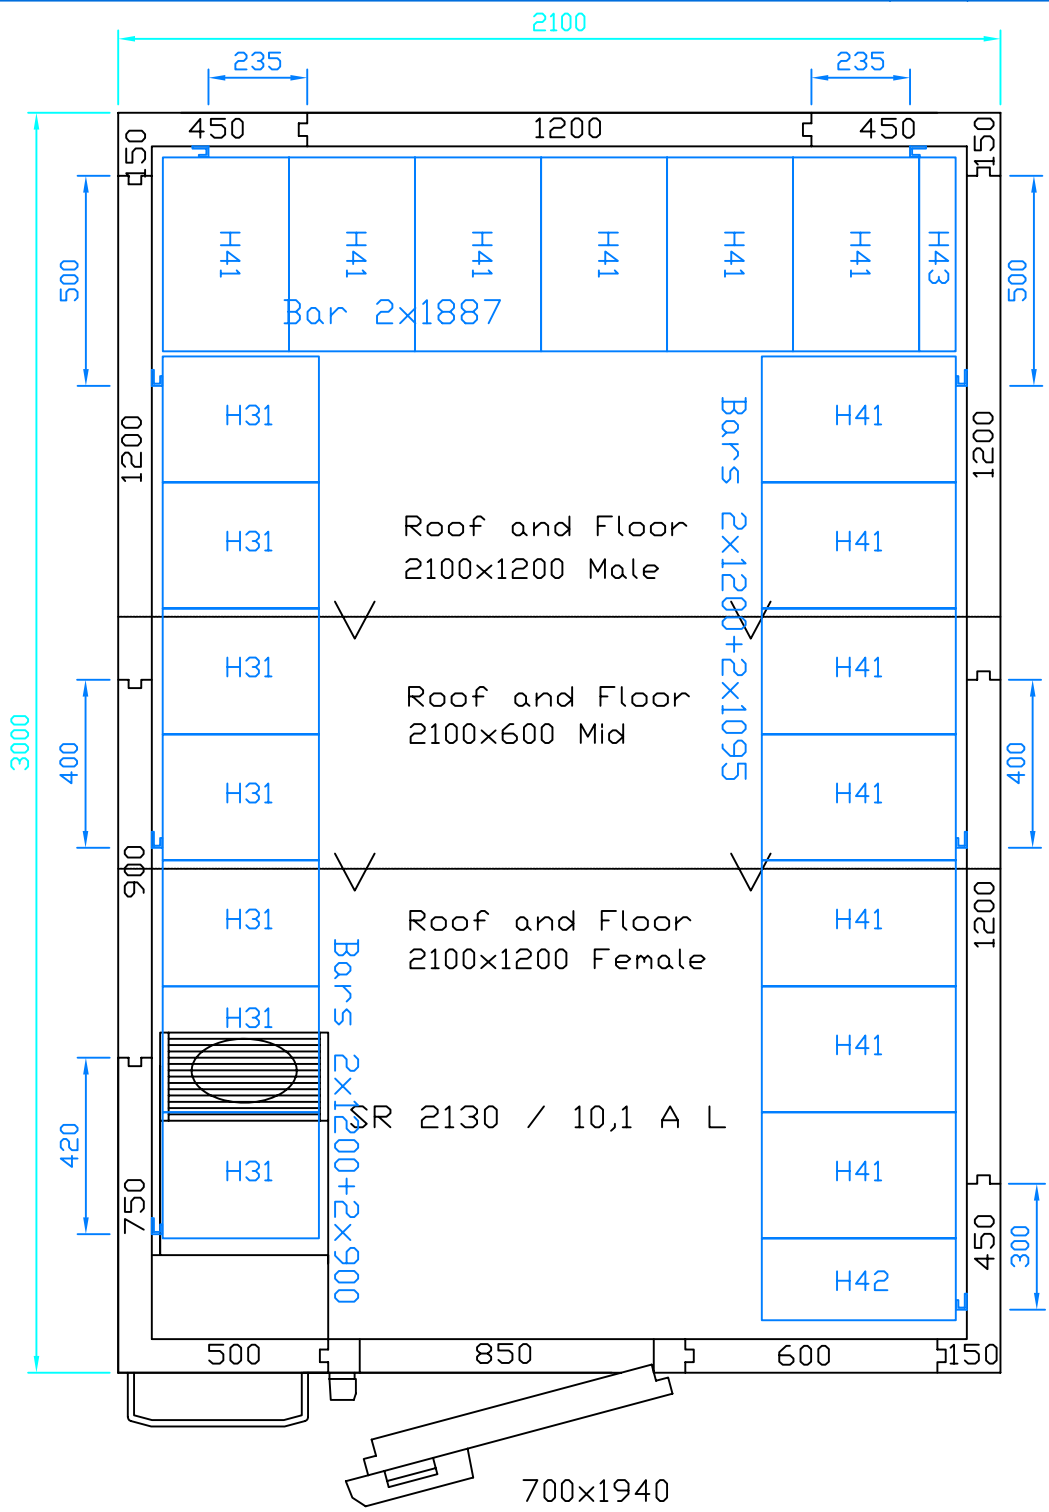 2100
235
235
450
1200
450
150
150
H41
H41
H41
H41
H41
H41
H43
500
500
Bar 2x1887
H31
H41
1200
1200
Bars 2x1200+2x1095
Roof and Floor
2100x1200 Male
H31
H41
H31
H41
Roof and Floor
2100x600 Mid
3000
400
400
H31
H41
900
1200
H31
H41
Roof and Floor
2100x1200 Female
Bars 2x1200+2x900
H31
H41
SR 2130 / 10,1 A L
420
H31
H41
750
450
300
H42
500
850
600
150
700x1940